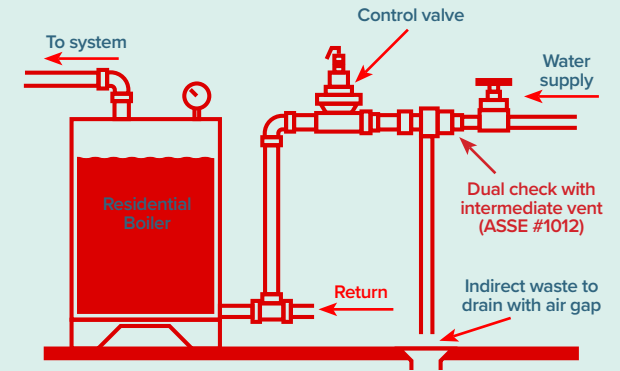 Control valve
To system
Water
supply
Residential
Boiler
Dual check with
intermediate vent
(ASSE #1012)
Return
Indirect waste to
drain with air gap